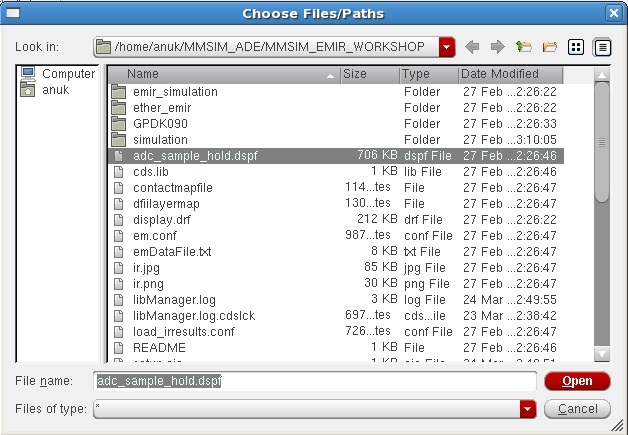 Choose Files/Paths
Look in: /home/anuk/MMSIM_ADE/MMSIM_EMIR_WORKSHOP
Computer
anuk
Name Size Type Date Modified
emir_simulation Folder 27 Feb ...2:26:22
ether_emir Folder 27 Feb ...2:26:22
GPDK090 Folder 27 Feb ...2:26:33
simulation Folder 27 Feb ...3:10:05
adc_sample_hold.dspf 706 KB dspf File 27 Feb ...2:26:46
cds.lib 1 KB lib File 27 Feb ...2:26:46
contactmapfile 114...tes File 27 Feb ...2:26:47
dfiilayermap 130...tes File 27 Feb ...2:26:47
display.drf 212 KB drf File 27 Feb ...2:26:22
em.conf 987...tes conf File 27 Feb ...2:26:47
emDataFile.txt 8 KB txt File 27 Feb ...2:26:47
ir.jpg 85 KB jpg File 27 Feb ...2:26:47
ir.png 30 KB png File 27 Feb ...2:26:47
libManager.log 3 KB log File 24 Mar ...2:49:55
libManager.log.cdslck 697...tes cds...ile 23 Mar ...2:38:42
load_irresults.conf 726...tes conf File 27 Feb ...2:26:47
README 1 KB File 27 Feb ...2:26:46
File name: adc_sample_hold.dspf Open
Files of type: * Cancel